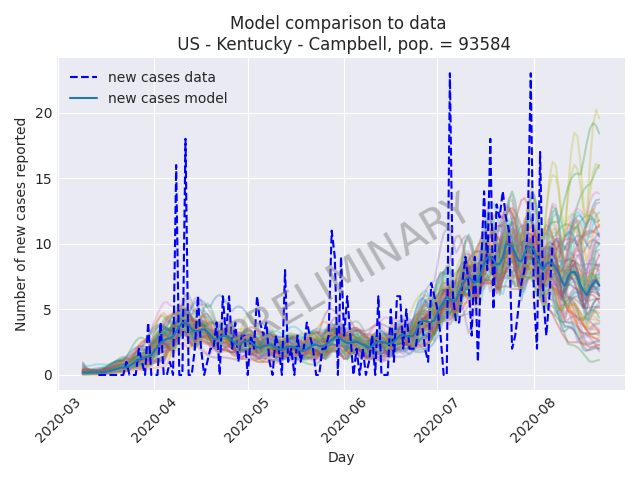 Model comparison to data
US - Kentucky - Campbell, pop. = 93584
new cases data
new cases model
Number of new cases reported
20
15
10
5
0
PRELIMINARY
2020-03
2020-04
2020-05
2020-06
2020-07
2020-08
Day